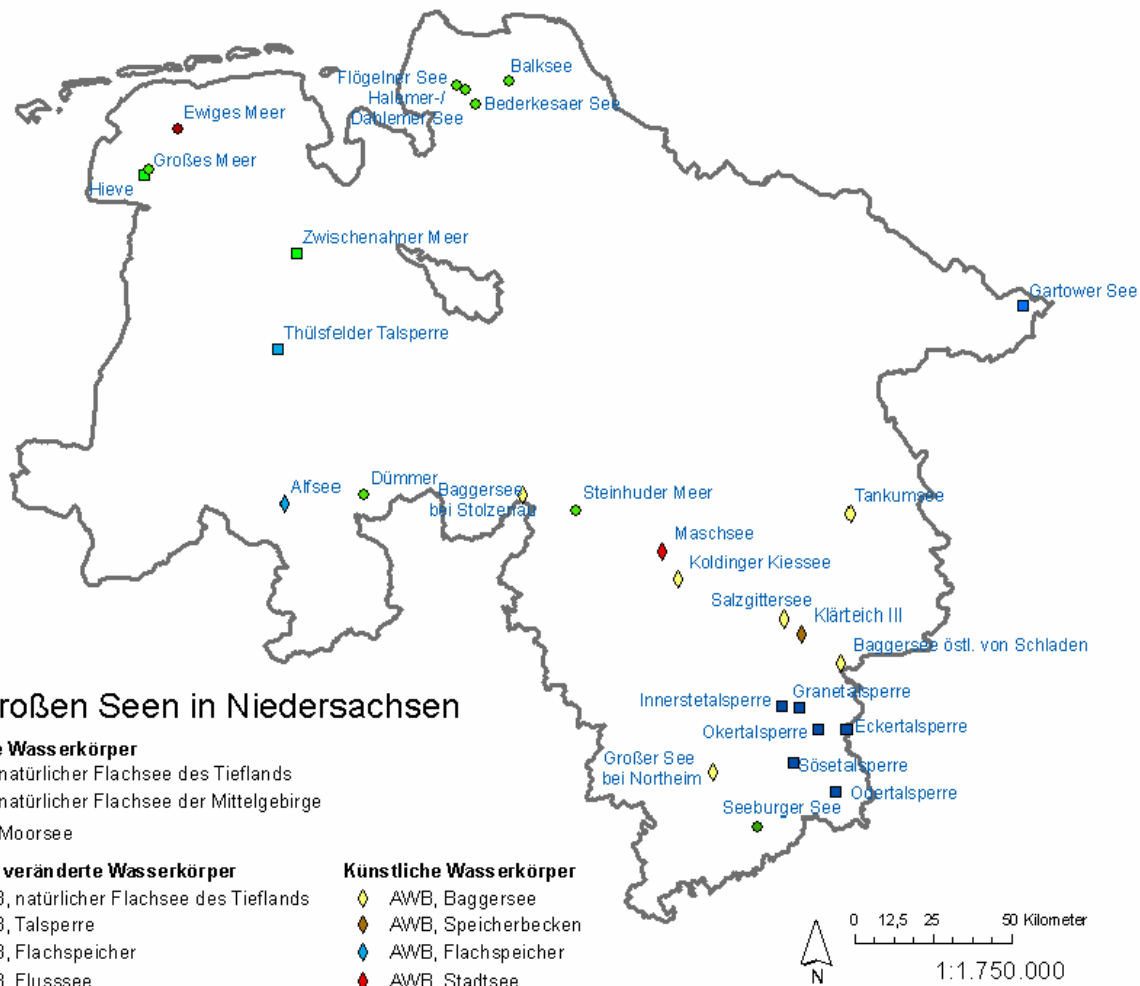 Balksee
Flögelner See
Halemer-/
Dahlemer See
Bederkesaer See
Ewiges Meer
Großes Meer
Hieve
Zwischenahner Meer
Gartower See
Thülsfelder Talsperre
Alfsee
Dümmer
Baggersee
bei Stolzenau
Steinhuder Meer
Tankumsee
Maschsee
Koldinger Kiessee
Salzgittersee
Klärteich III
Baggersee östl. von Schladen
Innerstetalsperre
Granetalsperre
Okertalsperre
Eckertalsperre
Großer See
bei Northeim
Sösetalsperre
Odertalsperre
Seeburger See
roßen Seen in Niedersachsen
e Wasserkörper
natürlicher Flachsee des Tieflands
natürlicher Flachsee der Mittelgebirge
Moorsee
veränderte Wasserkörper
B, natürlicher Flachsee des Tieflands
B, Talsperre
B, Flachspeicher
B, Flusssee
Künstliche Wasserkörper
AWB, Baggersee
AWB, Speicherbecken
AWB, Flachspeicher
AWB, Stadtsee
N
0 12,5 25 50 Kilometer
1:1.750.000